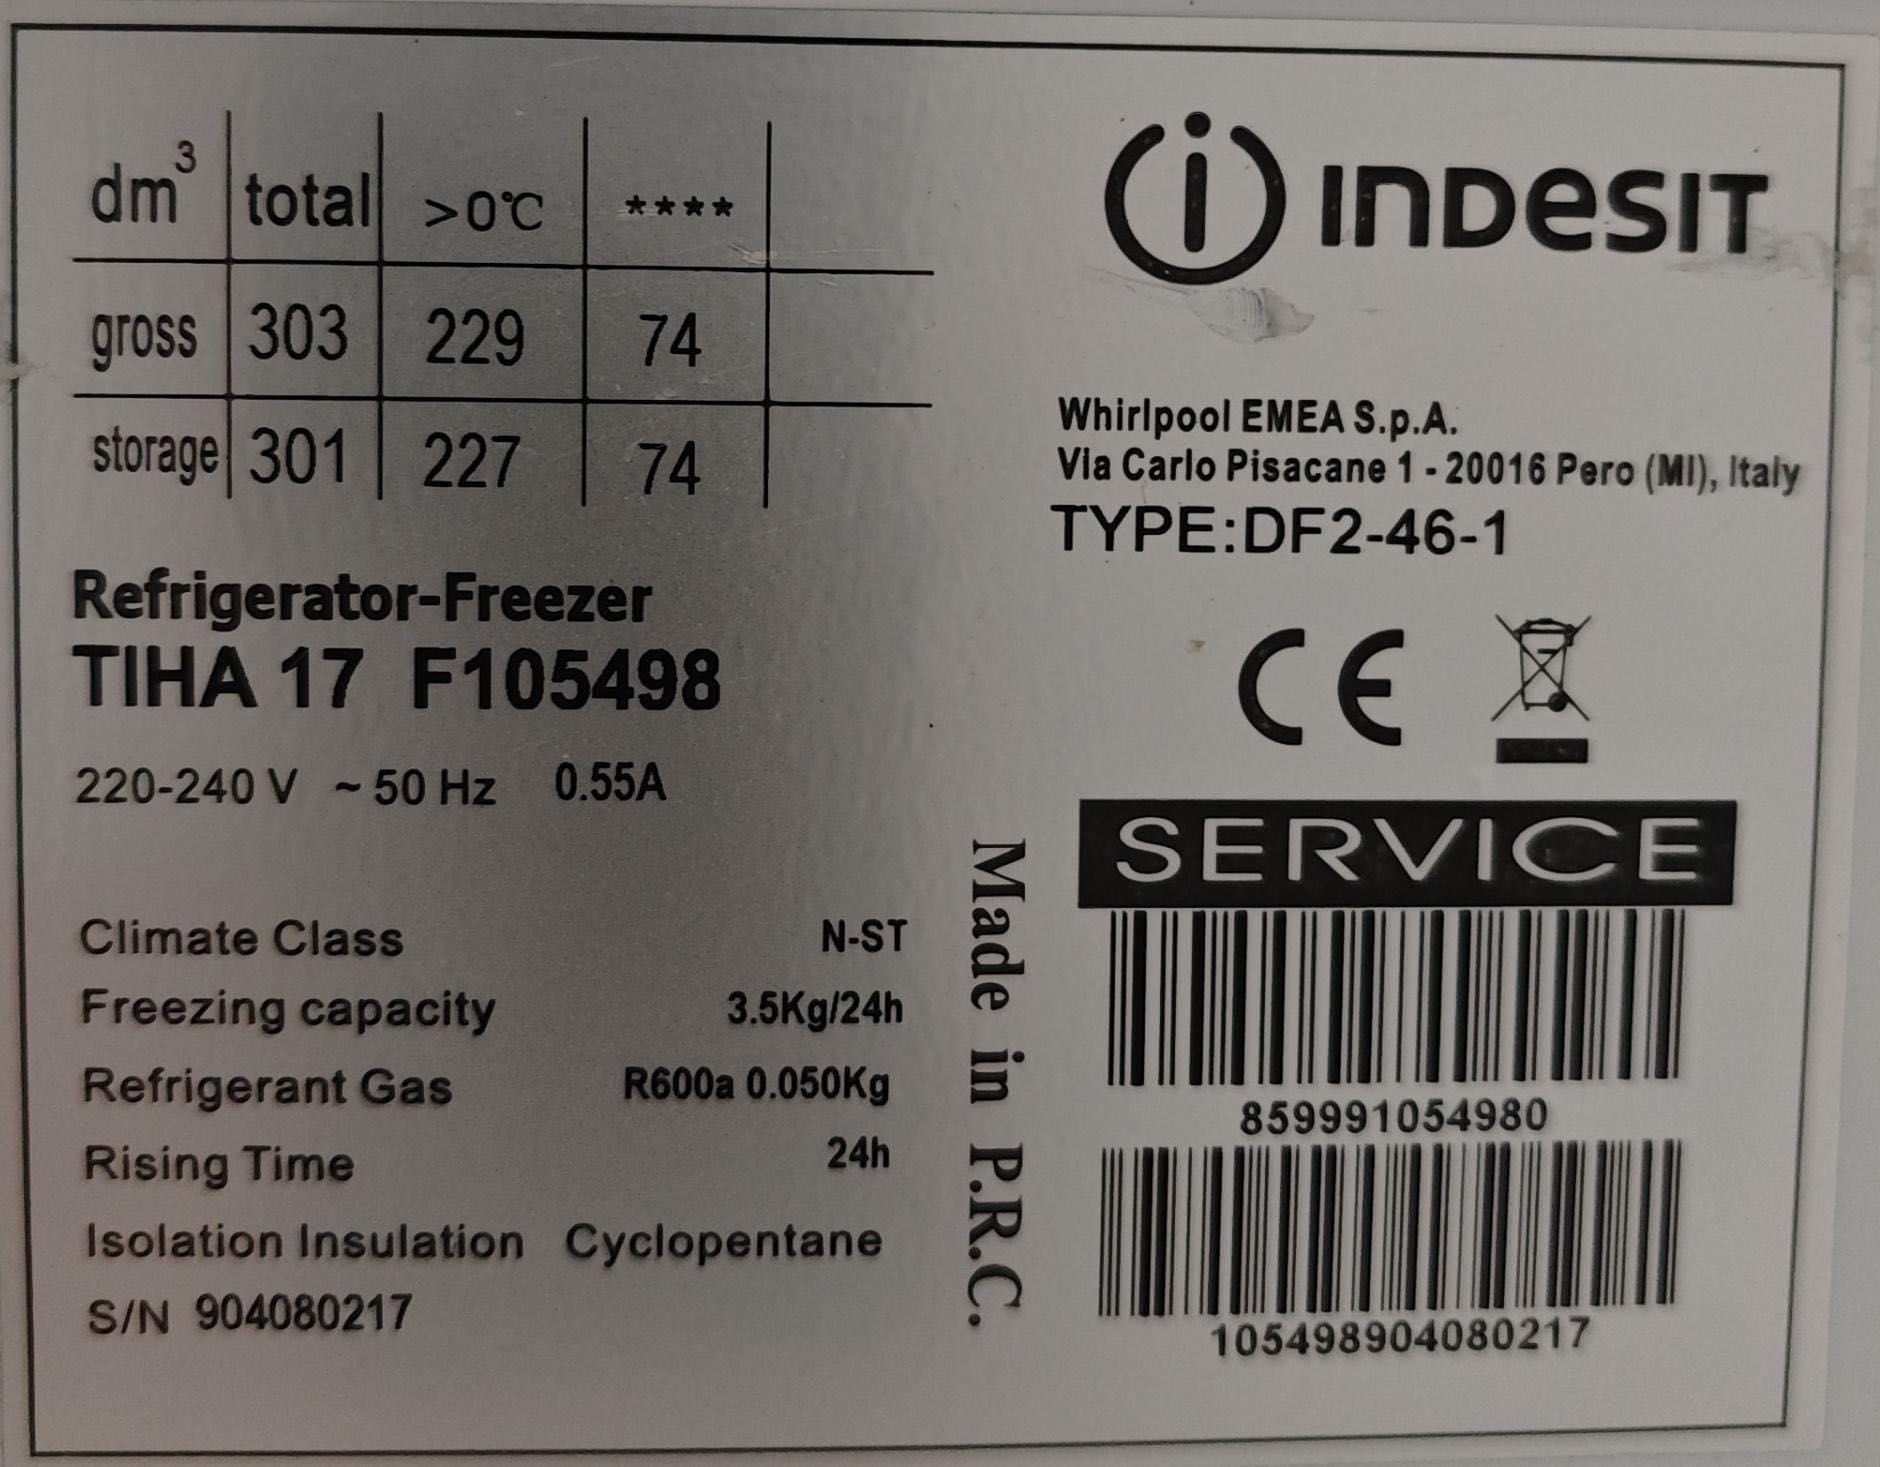 dm³ total >0℃ ****
gross 303 229 74
storage 301 227 74
Refrigerator-Freezer
TIHA 17 F105498
220-240 V ~ 50 Hz 0.55A
Climate Class N-ST
Freezing capacity 3.5Kg/24h
Refrigerant Gas R600a 0.050Kg
Rising Time 24h
Isolation Insulation Cyclopentane
S/N 904080217
Made in P.R.C.
INDESIT
Whirlpool EMEA S.p.A.
Via Carlo Pisacane 1 - 20016 Pero (MI), Italy
TYPE:DF2-46-1
CE
SERVICE
859991054980
105498904080217